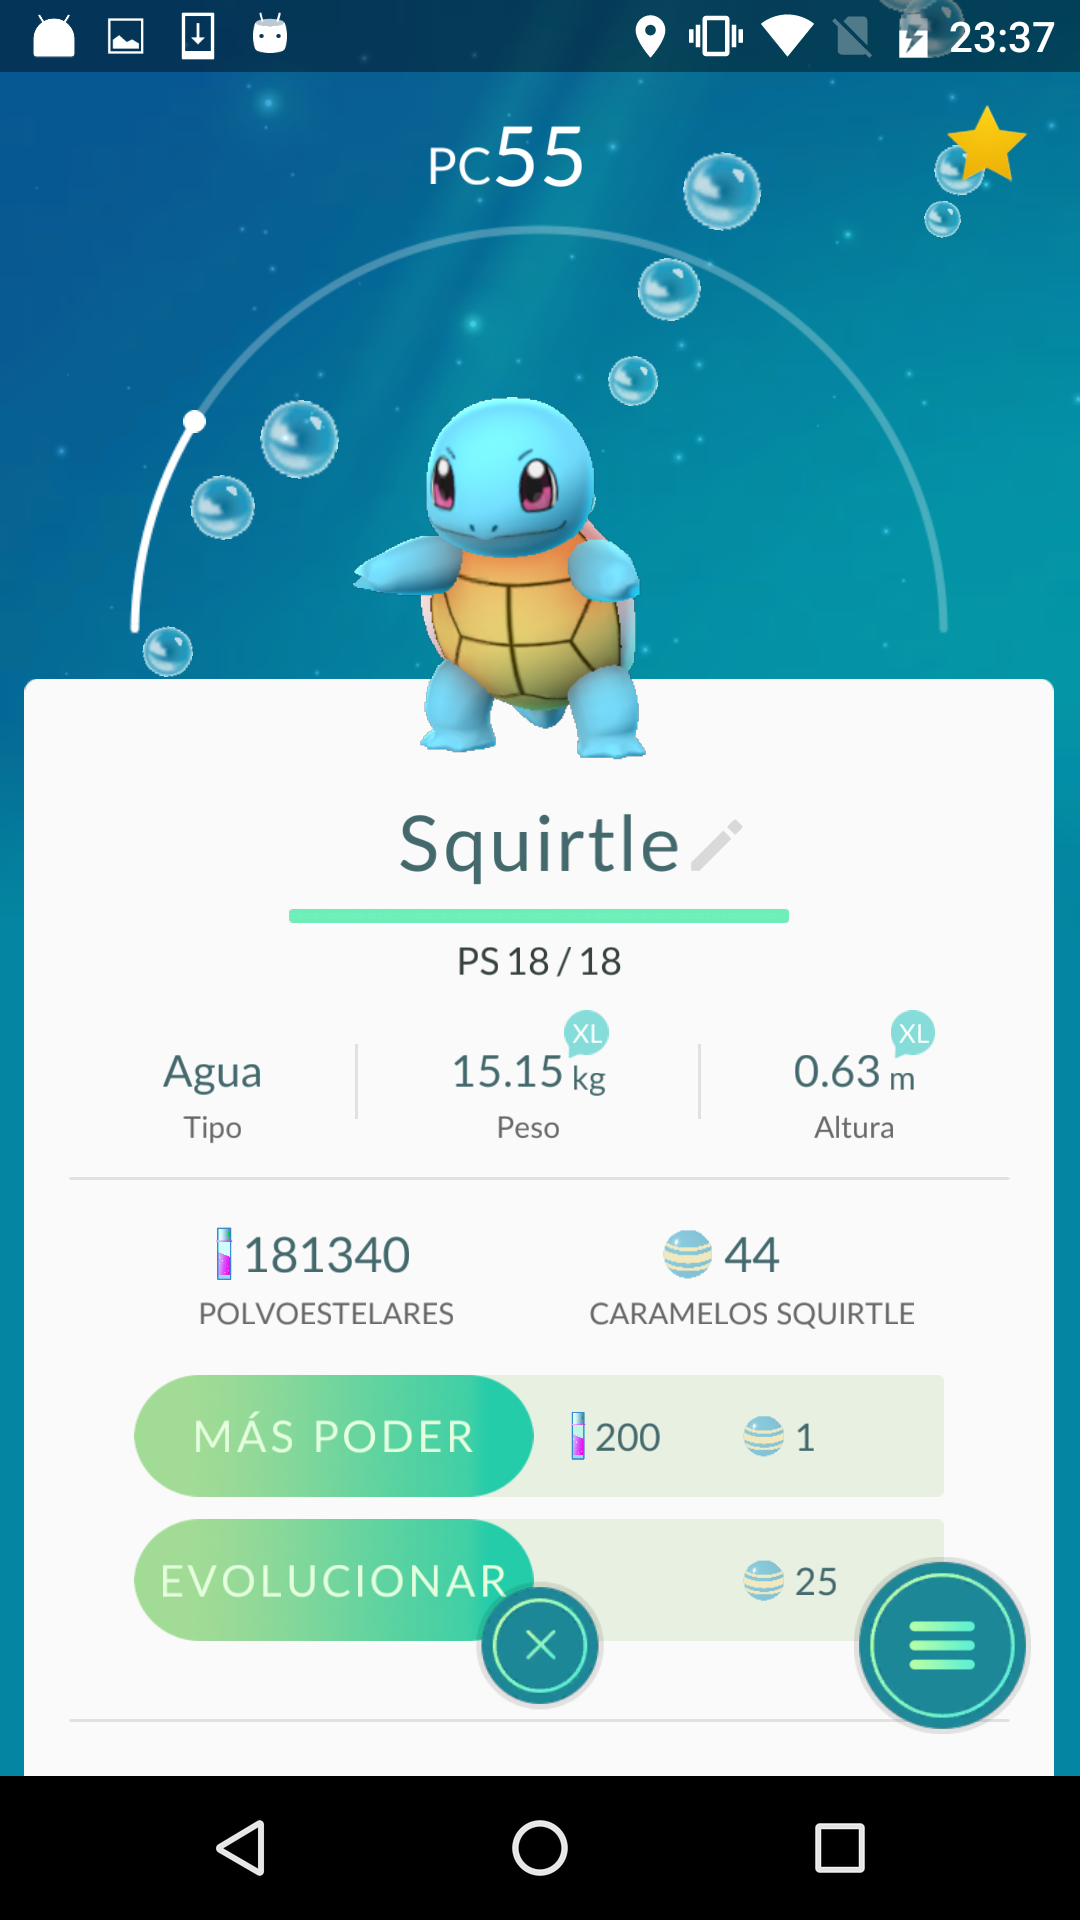 23:37
PC55
Squirtle
PS 18 / 18
XL XL
Agua 15.15 kg 0.63 m
Tipo Peso Altura
181340 44
POLVOESTELARES CARAMELOS SQUIRTLE
MÁS PODER 200 1
EVOLUCIONAR 25